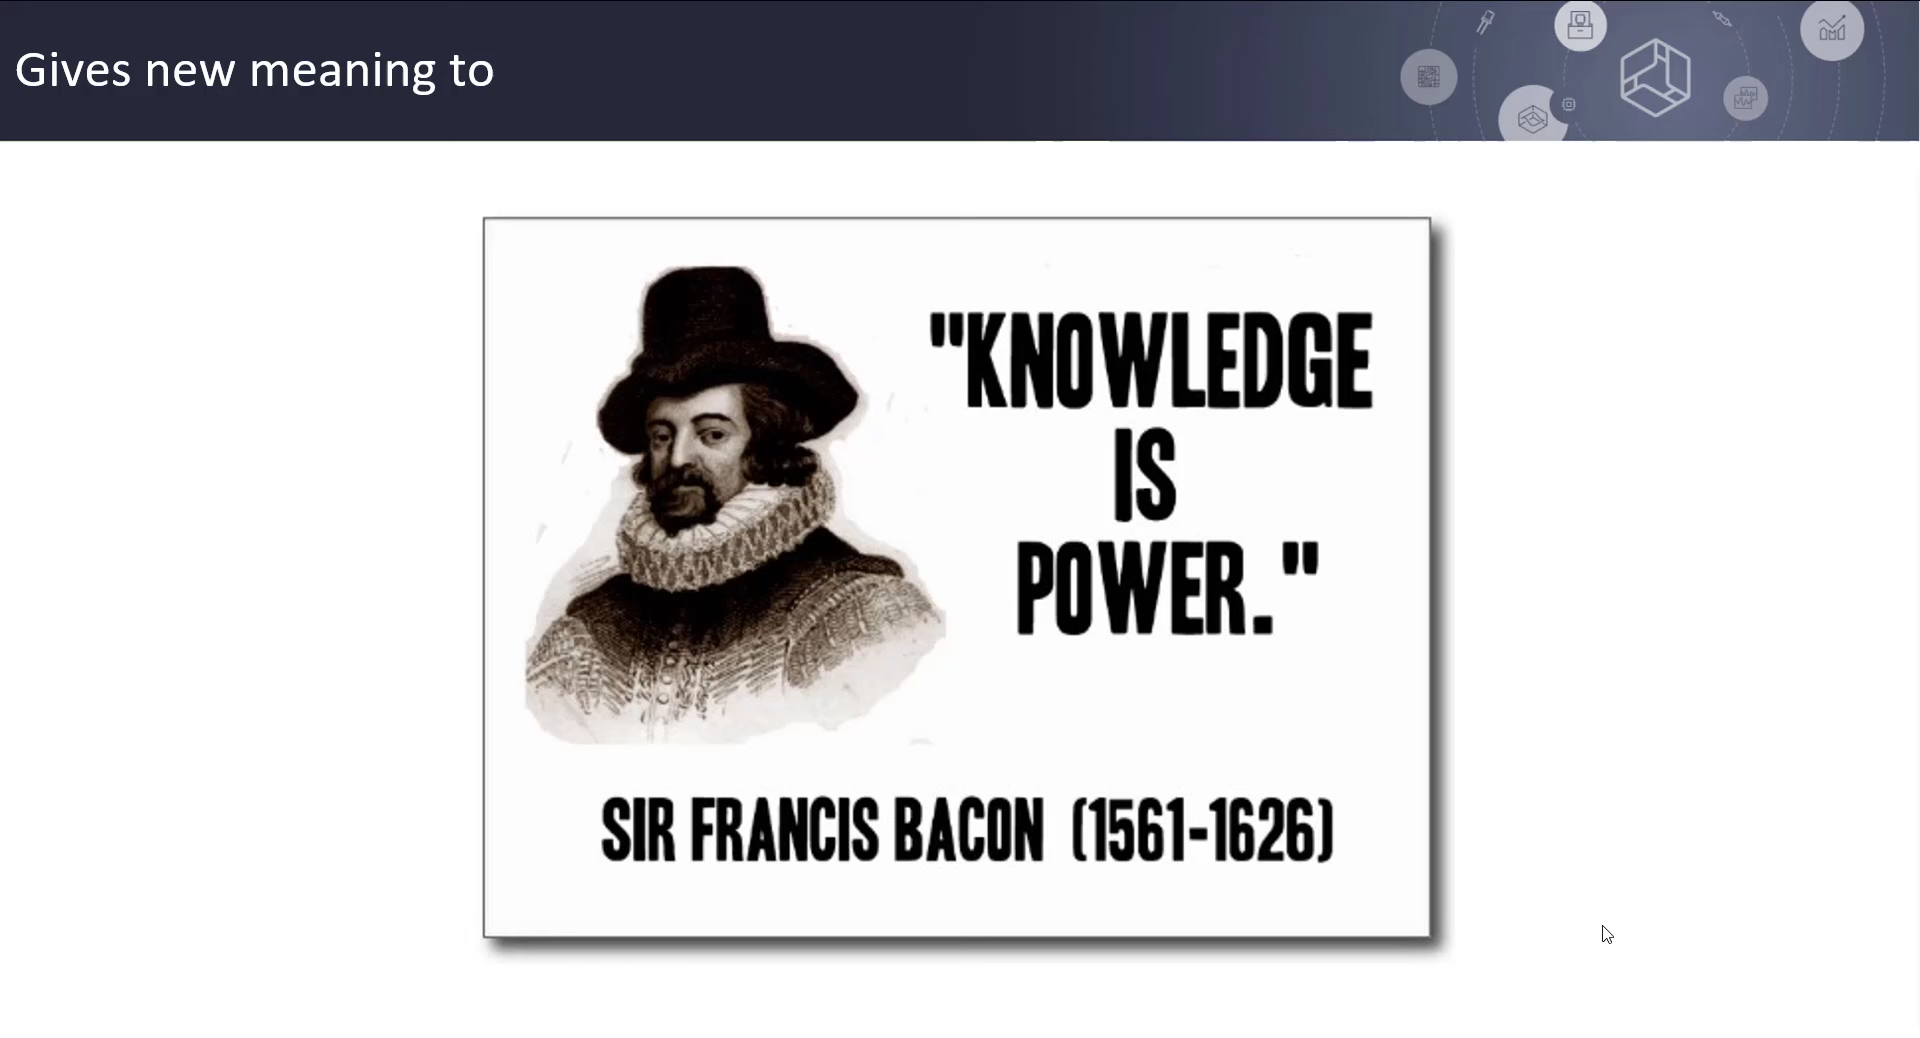 Gives new meaning to
"KNOWLEDGE
IS
POWER."
SIR FRANCIS BACON (1561-1626)